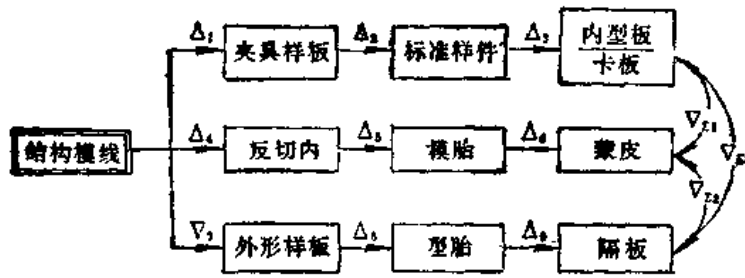 Δ₁ 夹具样板 Δ₂ 标准样件 Δ₃ 内型板
卡板
结构模线 Δ₄ 反切内 Δ₅ 模胎 Δ₆ 蒙皮
∇Σ1
∇Σ2
∇₇ 外形样板 Δ₈ 型胎 Δ₉ 隔板